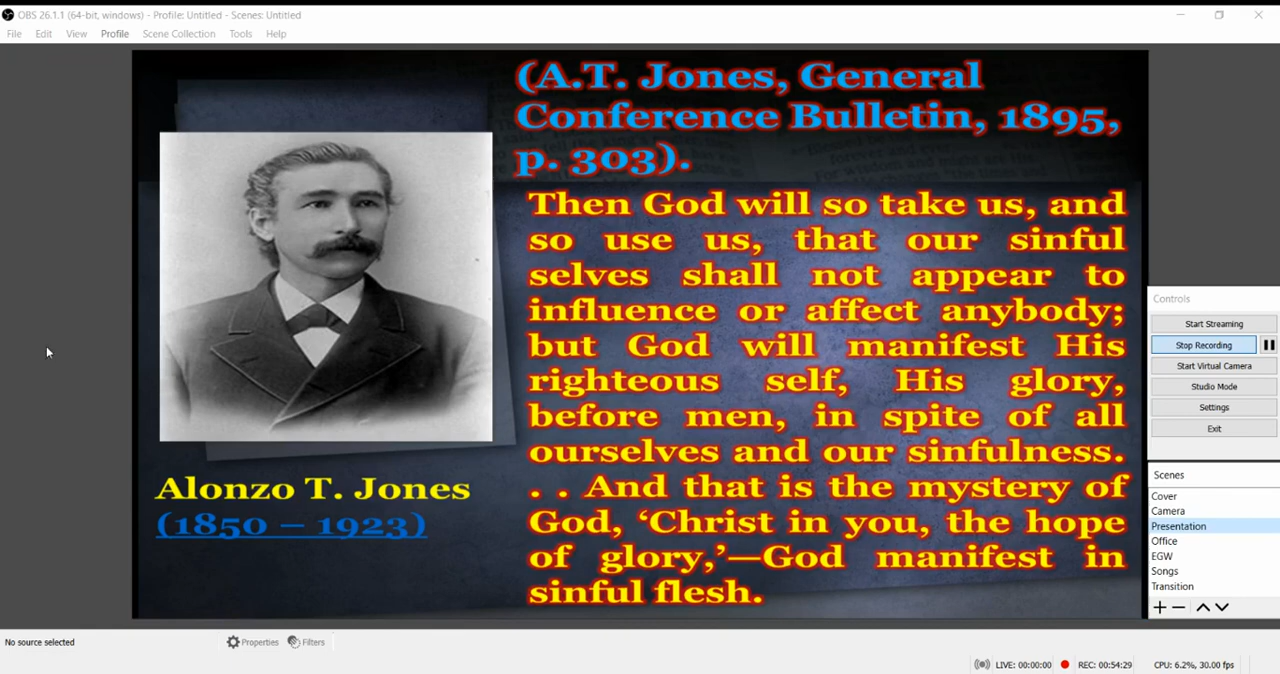 OBS 26.1.1 (64-bit, windows) - Profile: Untitled - Scenes: Untitled
File Edit View Profile Scene Collection Tools Help
(A.T. Jones, General
Conference Bulletin, 1895,
p. 303).
Then God will so take us, and
so use us, that our sinful
selves shall not appear to
influence or affect anybody;
but God will manifest His
righteous self, His glory,
before men, in spite of all
ourselves and our sinfulness.
. . And that is the mystery of
God, ‘Christ in you, the hope
of glory,’—God manifest in
sinful flesh.
Alonzo T. Jones
(1850 – 1923)
Controls
Start Streaming
Stop Recording
Start Virtual Camera
Studio Mode
Settings
Exit
Scenes
Cover
Camera
Presentation
Office
EGW
Songs
Transition
No source selected Properties Filters
LIVE: 00:00:00 REC: 00:54:29 CPU: 6.2%, 30.00 fps